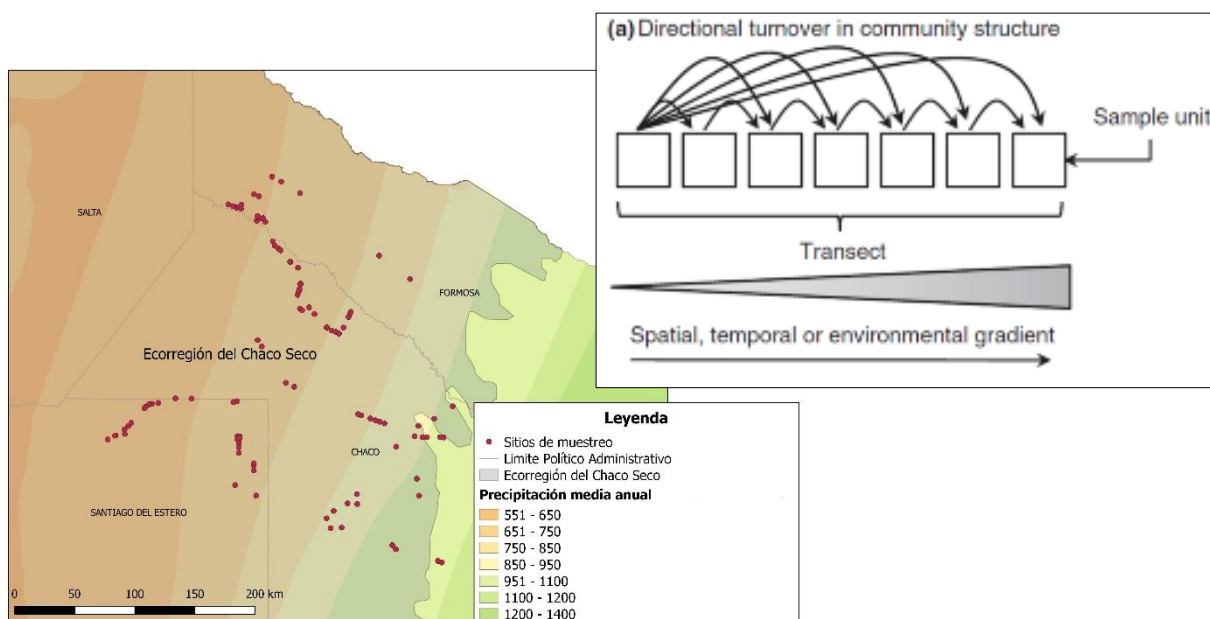 (a) Directional turnover in community structure
Sample unit
Transect
Spatial, temporal or environmental gradient
SALTA
FORMOSA
Ecorregión del Chaco Seco
CHACO
SANTIAGO DEL ESTERO
0 50 100 150 200 km
Leyenda
Sitios de muestreo
Limite Político Administrativo
Ecorregión del Chaco Seco
Precipitación media anual
551 - 650
651 - 750
750 - 850
850 - 950
951 - 1100
1100 - 1200
1200 - 1400